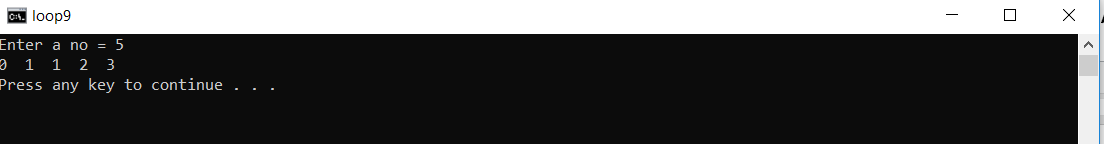 loop9
Enter a no = 5
0  1  1  2  3
Press any key to continue . . .